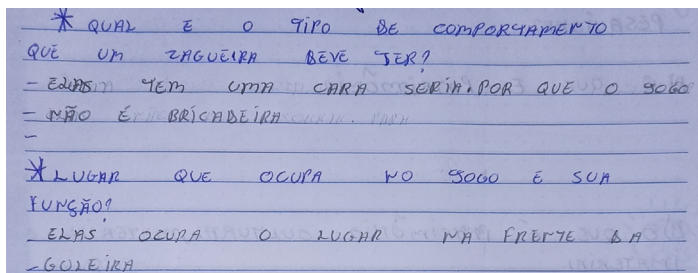 * QUAL E O TIPO DE COMPORTAMENTO
QUE UM ZAGUEIRA DEVE TER?
- ELAS TEM UMA CARA SERIA. POR QUE O JOGO
- NÃO É BRICADEIRA
-
* LUGAR QUE OCUPA NO JOGO E SUA
FUNÇÃO?
- ELAS OCUPA O LUGAR NA FRENTE DA
- GOLEIRA